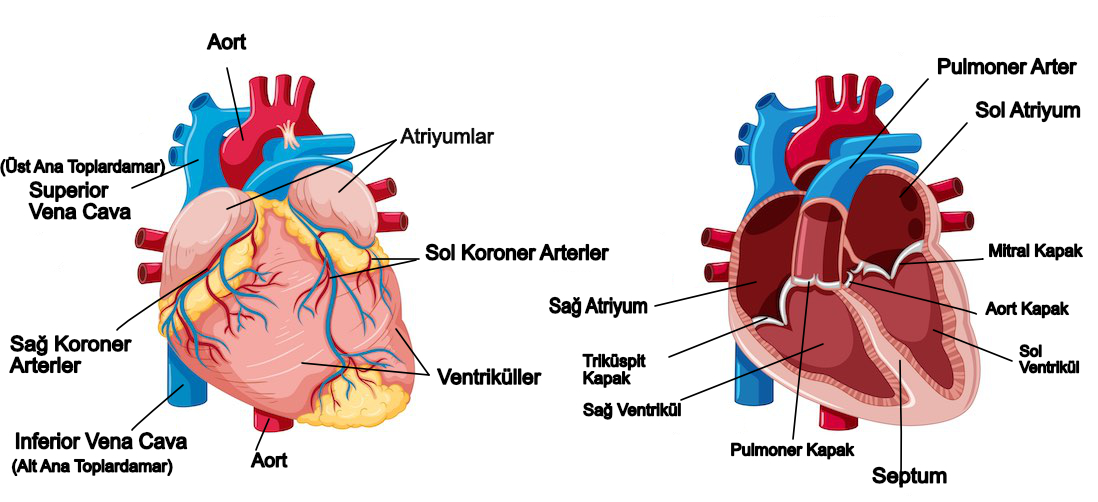 Aort
Atriyumlar
(Üst Ana Toplardamar)
Superior
Vena Cava
Sol Koroner Arterler
Sağ Koroner
Arterler
Ventriküller
Inferior Vena Cava
(Alt Ana Toplardamar)
Aort
Pulmoner Arter
Sol Atriyum
Mitral Kapak
Sağ Atriyum
Aort Kapak
Triküspit
Kapak
Sol
Ventrikül
Sağ Ventrikül
Pulmoner Kapak
Septum